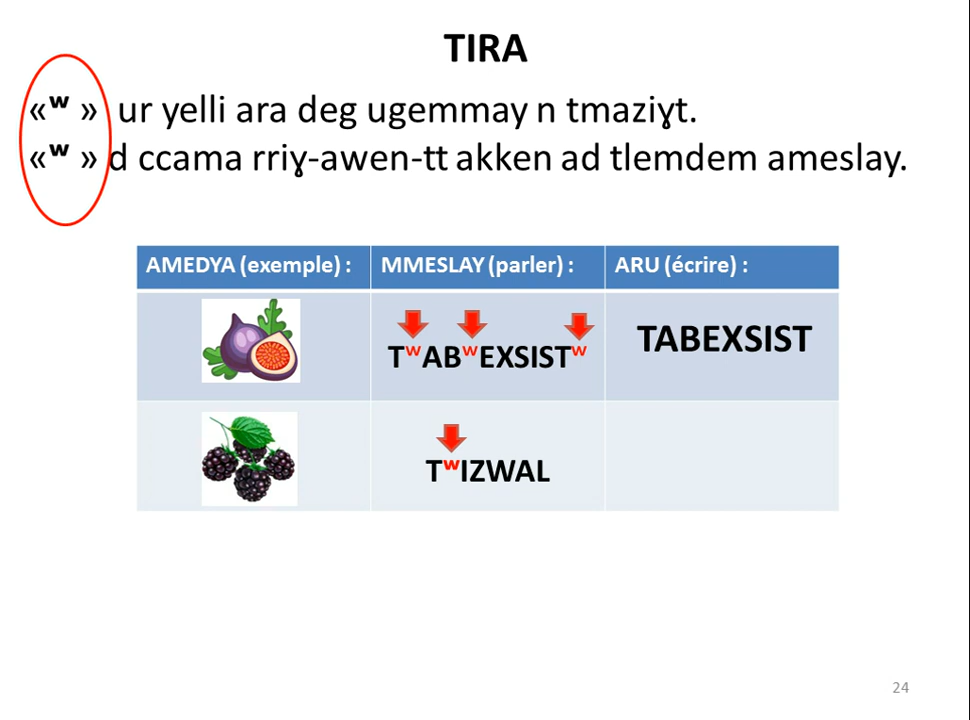 TIRA
«ʷ » ur yelli ara deg ugemmay n tmaziɣt.
«ʷ » d ccama rriɣ-awen-tt akken ad tlemdem ameslay.
AMEDYA (exemple) : MMESLAY (parler) : ARU (écrire) :
TʷABʷEXSISTʷ TABEXSIST
TʷIZWAL
24